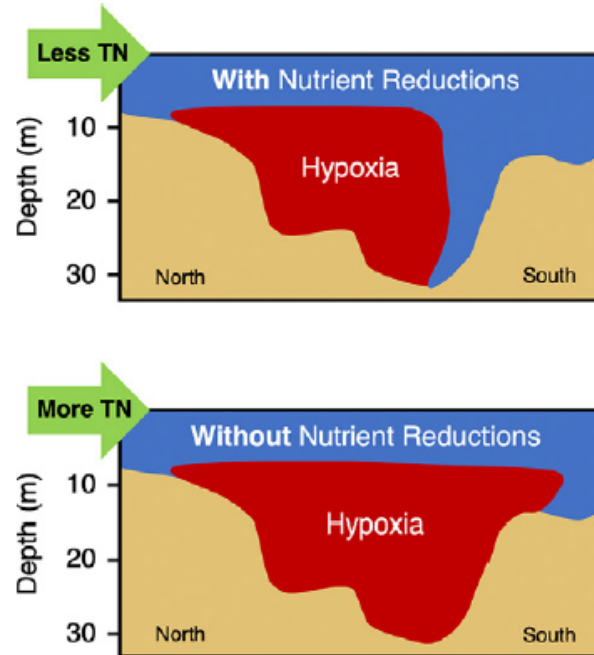 Less TN
With Nutrient Reductions
Depth (m)
10
20
30
Hypoxia
North
South
More TN
Without Nutrient Reductions
Depth (m)
10
20
30
Hypoxia
North
South